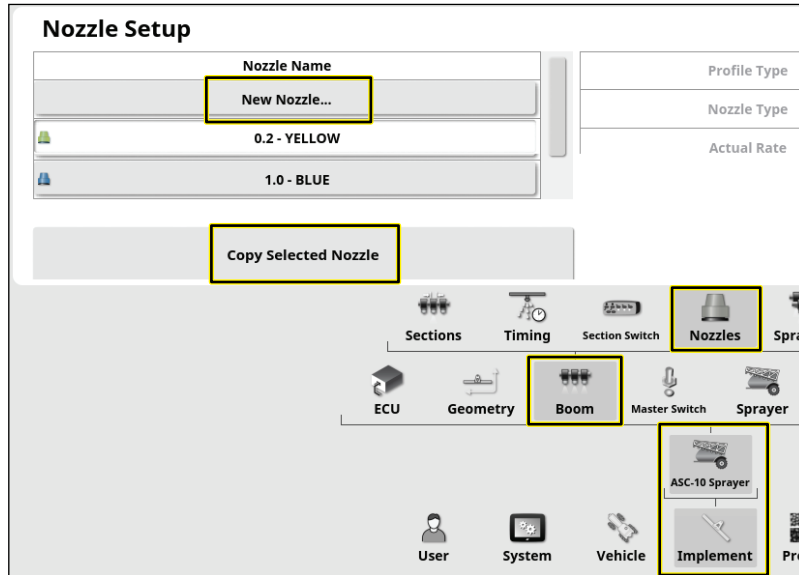 Nozzle Setup
Nozzle Name
New Nozzle...
0.2 - YELLOW
1.0 - BLUE
Copy Selected Nozzle
Profile Type
Nozzle Type
Actual Rate
Sections Timing Section Switch Nozzles Spra
ECU Geometry Boom Master Switch Sprayer
ASC-10 Sprayer
User System Vehicle Implement Pr